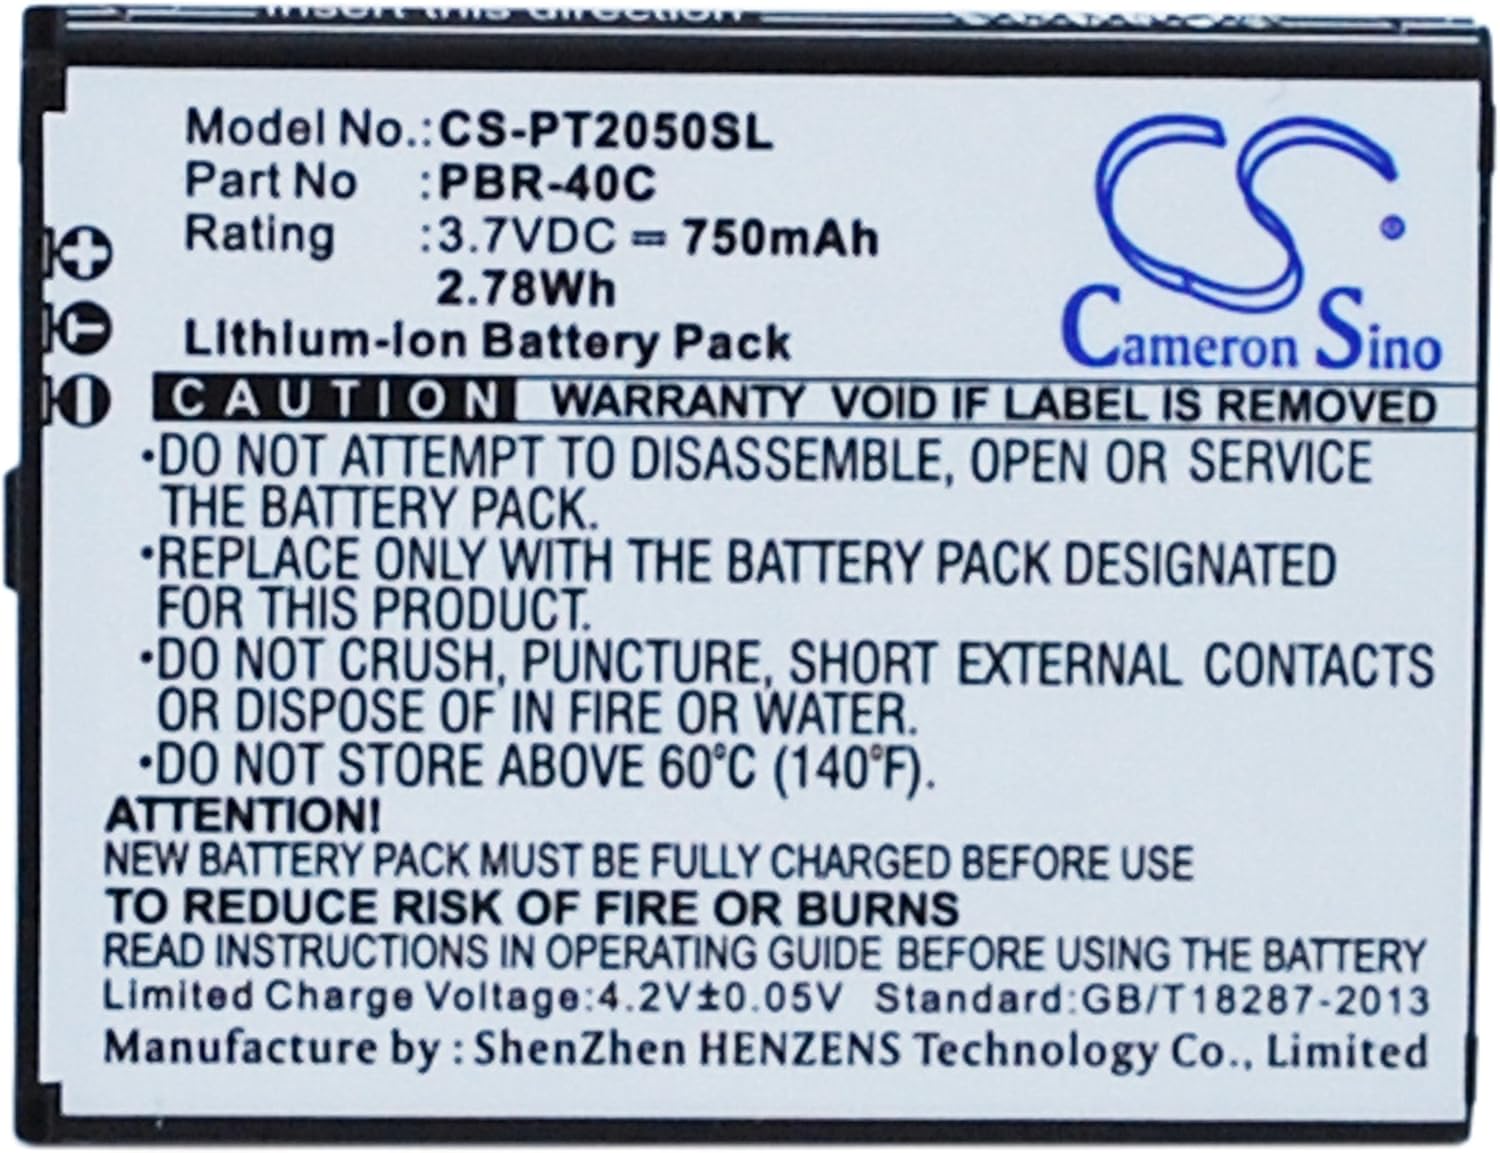 Insert this direction
Model No.:CS-PT2050SL
Part No :PBR-40C
Rating :3.7VDC = 750mAh
2.78Wh
Lithium-Ion Battery Pack
CS
Cameron Sino
CAUTION WARRANTY VOID IF LABEL IS REMOVED
•DO NOT ATTEMPT TO DISASSEMBLE, OPEN OR SERVICE
THE BATTERY PACK.
•REPLACE ONLY WITH THE BATTERY PACK DESIGNATED
FOR THIS PRODUCT.
•DO NOT CRUSH, PUNCTURE, SHORT EXTERNAL CONTACTS
OR DISPOSE OF IN FIRE OR WATER.
•DO NOT STORE ABOVE 60°C (140°F).
ATTENTION!
NEW BATTERY PACK MUST BE FULLY CHARGED BEFORE USE
TO REDUCE RISK OF FIRE OR BURNS
READ INSTRUCTIONS IN OPERATING GUIDE BEFORE USING THE BATTERY
Limited Charge Voltage:4.2V±0.05V Standard:GB/T18287-2013
Manufacture by : ShenZhen HENZENS Technology Co., Limited